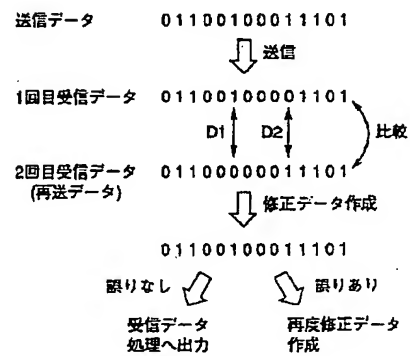 送信データ 01100100011101
送信
1回目受信データ 011001000001101
D1 D2 比較
2回目受信データ 011000000011101
(再送データ)
修正データ作成
011001000011101
誤りなし 誤りあり
受信データ 再度修正データ
処理へ出力 作成